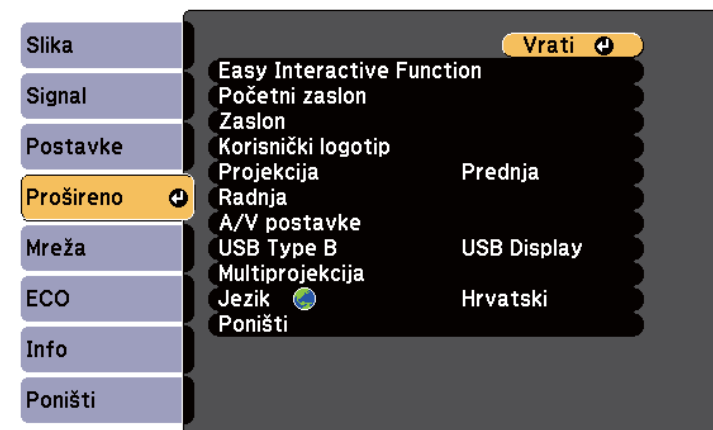 Slika
Signal
Postavke
Prošireno
Mreža
ECO
Info
Poništi
Vrati
Easy Interactive Function
Početni zaslon
Zaslon
Korisnički logotip
Projekcija Prednja
Radnja
A/V postavke
USB Type B USB Display
Multiprojekcija
Jezik Hrvatski
Poništi